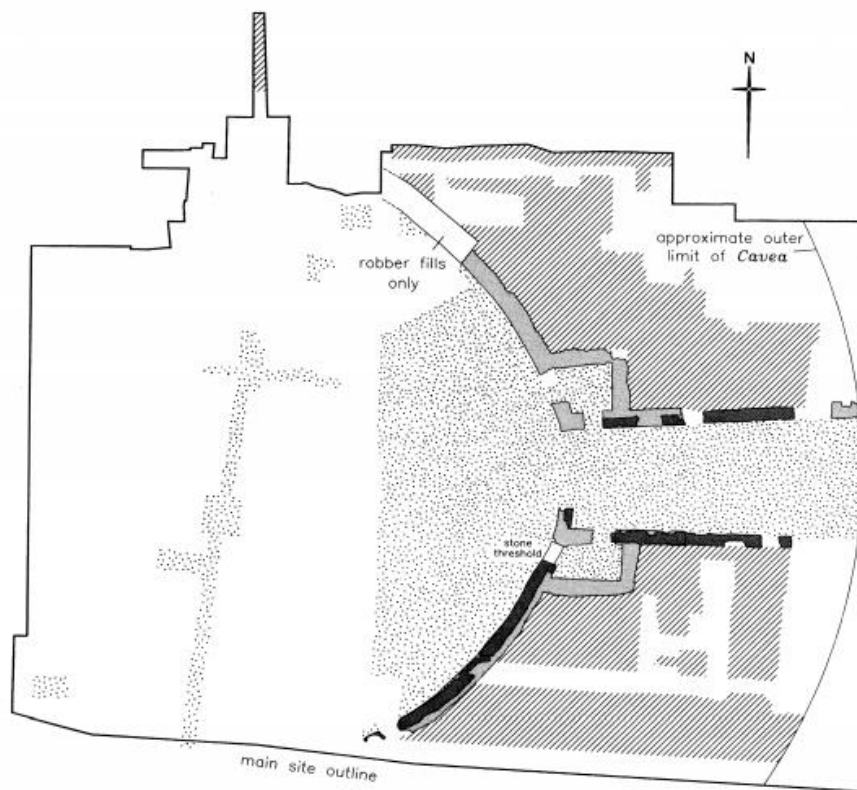 N
approximate outer
limit of Cavea
robber fills
only
stone
threshold
main site outline